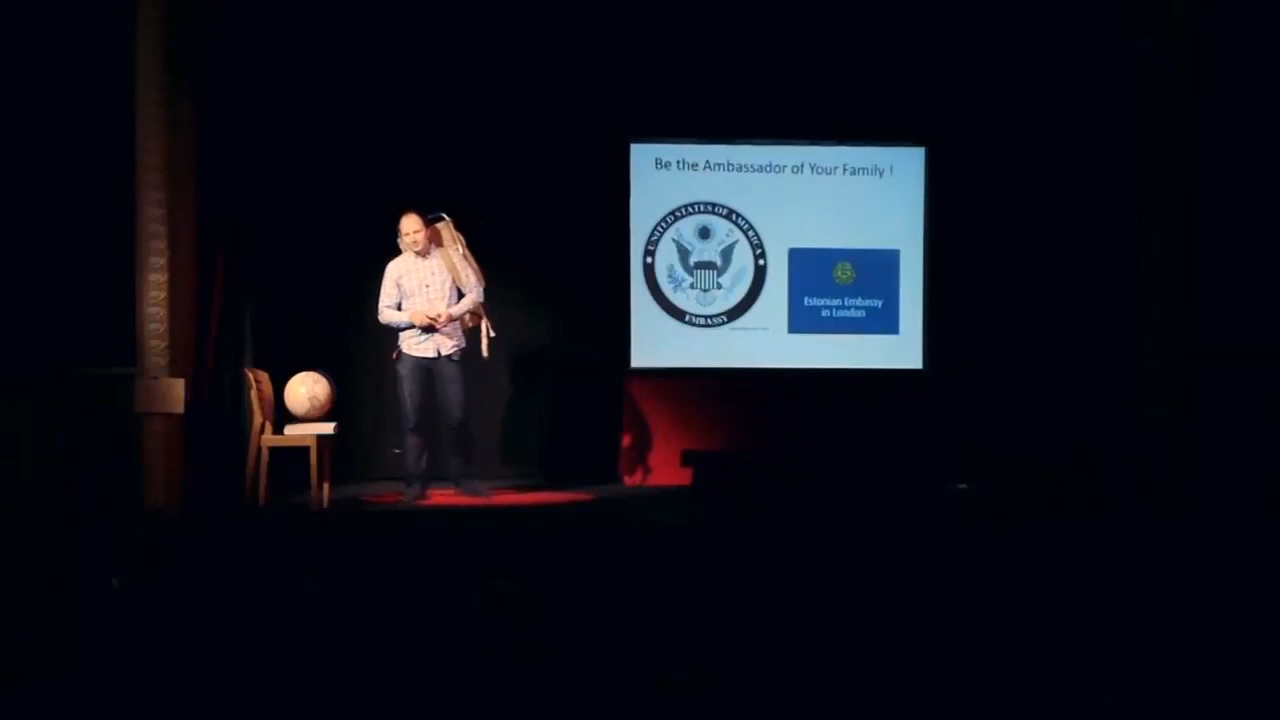 Be the Ambassador of Your Family !
UNITED STATES OF AMERICA
EMBASSY
Estonian Embassy
in London